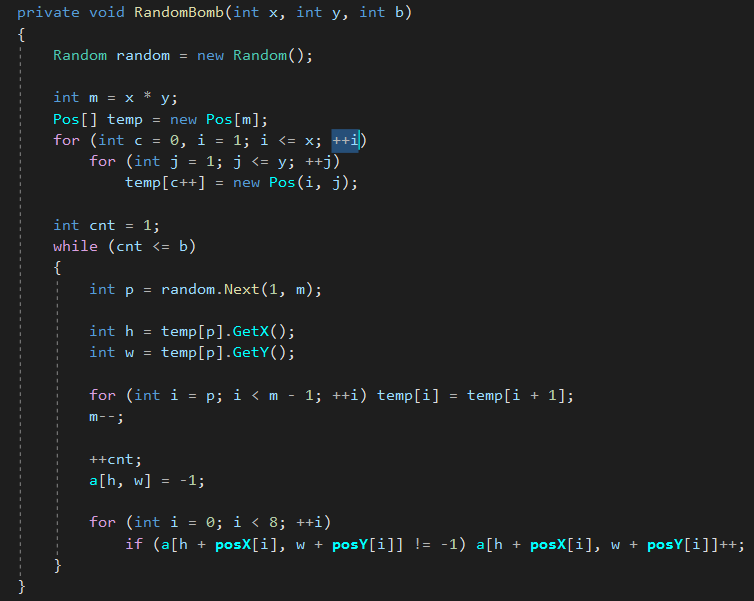 private void RandomBomb(int x, int y, int b)
{
    Random random = new Random();

    int m = x * y;
    Pos[] temp = new Pos[m];
    for (int c = 0, i = 1; i <= x; ++i)
        for (int j = 1; j <= y; ++j)
            temp[c++] = new Pos(i, j);

    int cnt = 1;
    while (cnt <= b)
    {
        int p = random.Next(1, m);

        int h = temp[p].GetX();
        int w = temp[p].GetY();

        for (int i = p; i < m - 1; ++i) temp[i] = temp[i + 1];
        m--;

        ++cnt;
        a[h, w] = -1;

        for (int i = 0; i < 8; ++i)
            if (a[h + posX[i], w + posY[i]] != -1) a[h + posX[i], w + posY[i]]++;
    }
}